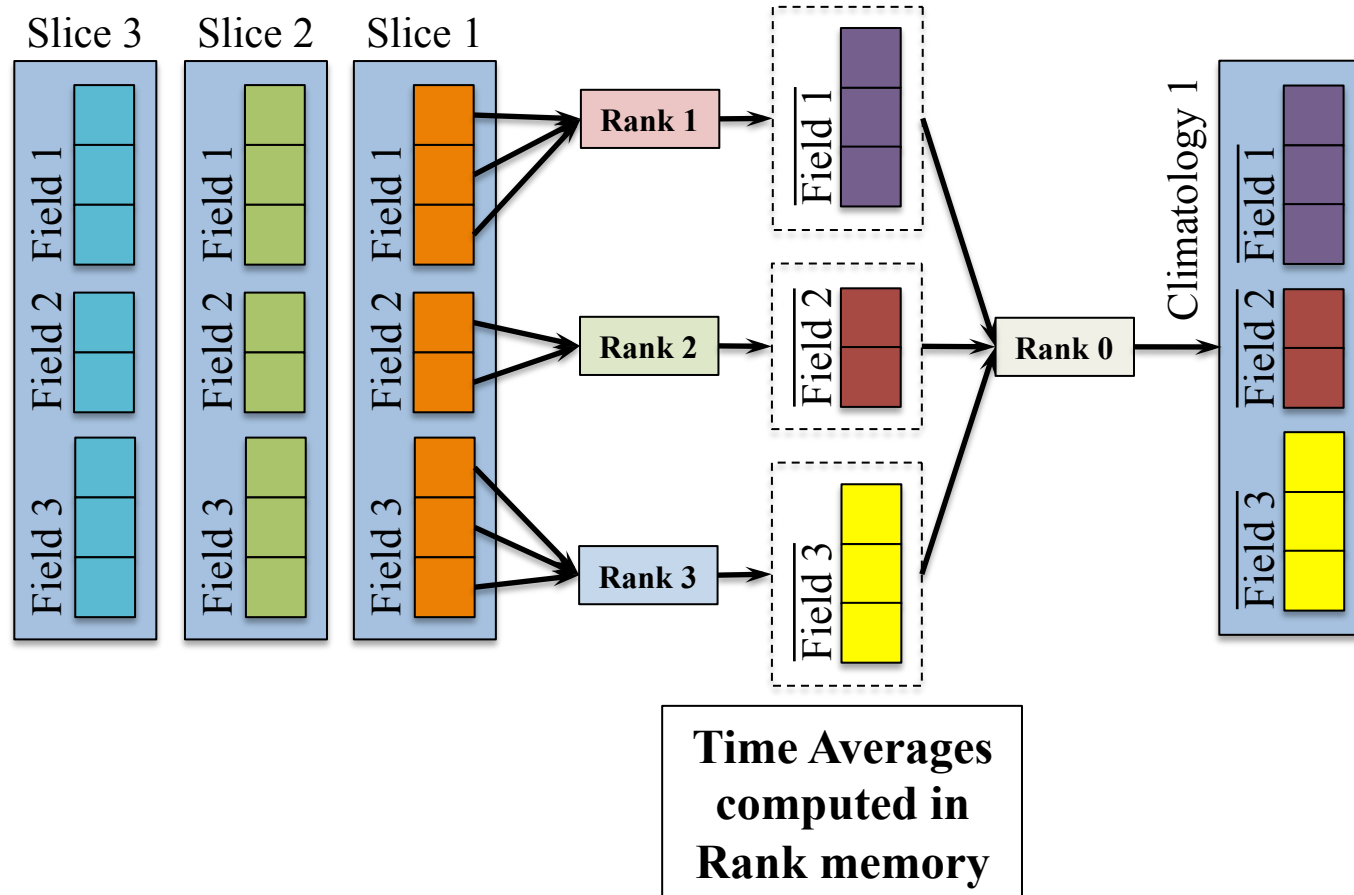 Slice 3
Slice 2
Slice 1
Field 1
Field 2
Field 3
Field 1
Field 2
Field 3
Field 1
Field 2
Field 3
Rank 1
Rank 2
Rank 3
Field 1
Field 2
Field 3
Rank 0
Climatology 1
Field 1
Field 2
Field 3
Time Averages
computed in
Rank memory